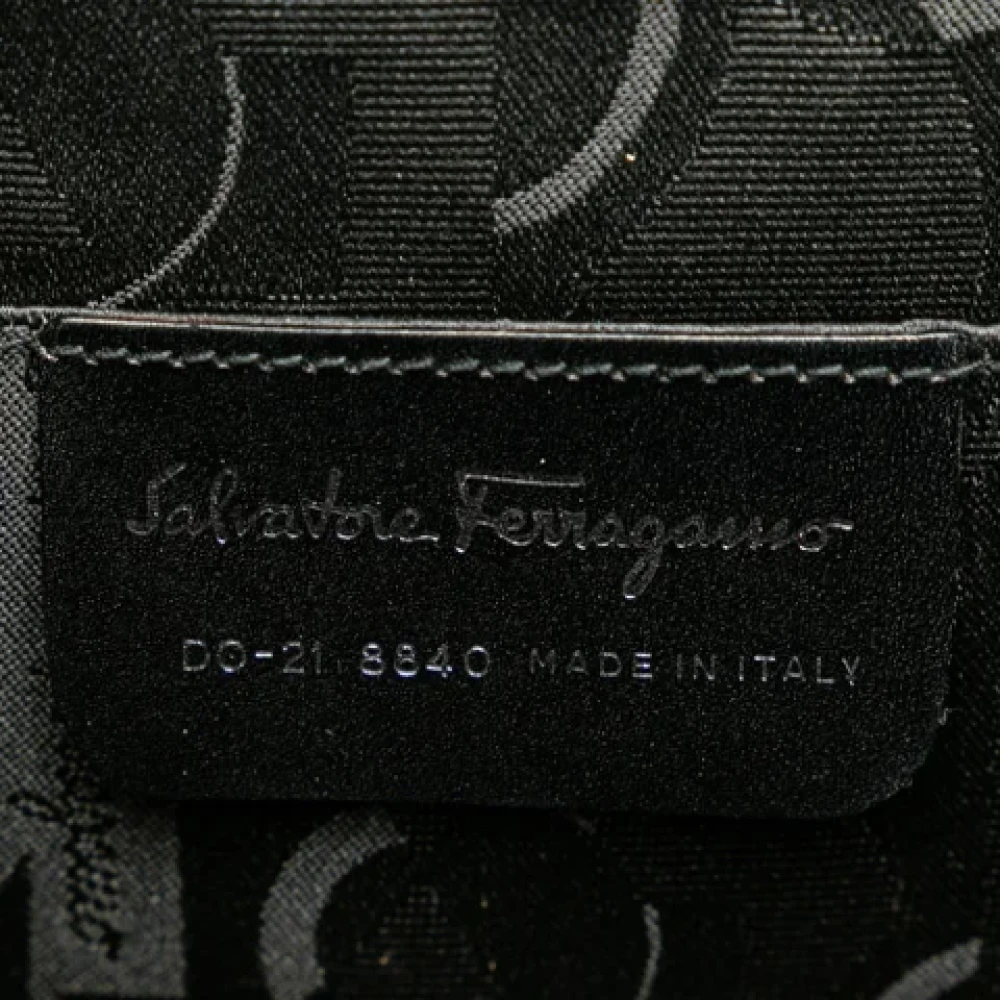 Salvatore Ferragamo
DO-21 8840 MADE IN ITALY